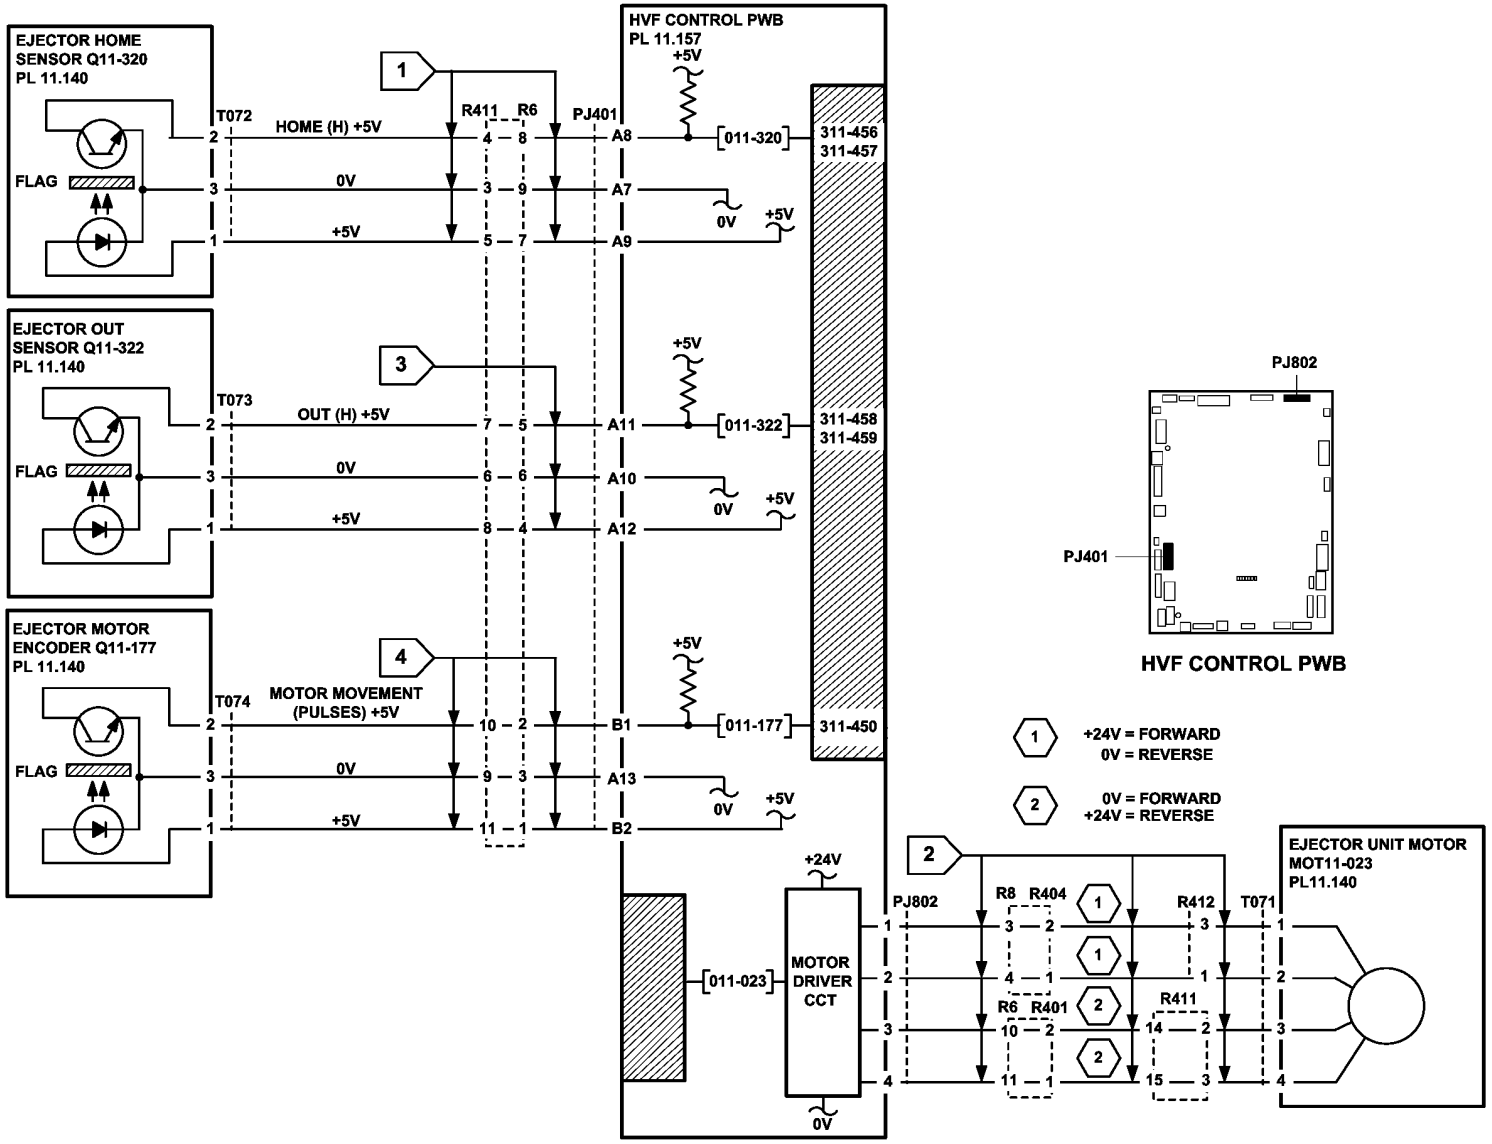 EJECTOR HOME
SENSOR Q11-320
PL 11.140
T072
2
HOME (H) +5V
FLAG
3
0V
1
+5V
1
R411 R6
PJ401
4 8
3 9
5 7
HVF CONTROL PWB
PL 11.157
+5V
A8
011-320
311-456
311-457
A7
0V
+5V
A9
EJECTOR OUT
SENSOR Q11-322
PL 11.140
T073
2
OUT (H) +5V
FLAG
3
0V
1
+5V
3
7 5
6 6
8 4
+5V
A11
011-322
311-458
311-459
A10
0V
+5V
A12
EJECTOR MOTOR
ENCODER Q11-177
PL 11.140
T074
2
MOTOR MOVEMENT
(PULSES) +5V
FLAG
3
0V
1
+5V
4
10 2
9 3
11 1
+5V
B1
011-177
311-450
A13
0V
+5V
B2
PJ802
PJ401
HVF CONTROL PWB
1
+24V = FORWARD
0V = REVERSE
2
0V = FORWARD
+24V = REVERSE
+24V
011-023
MOTOR
DRIVER
CCT
0V
2
PJ802
R8 R404
1
R412
T071
EJECTOR UNIT MOTOR
MOT11-023
PL11.140
1 3 2 3 1
1
2 4 1 1 2
R6 R401
2
R411
3 10 2 14 2 3
2
4 11 1 15 3 4